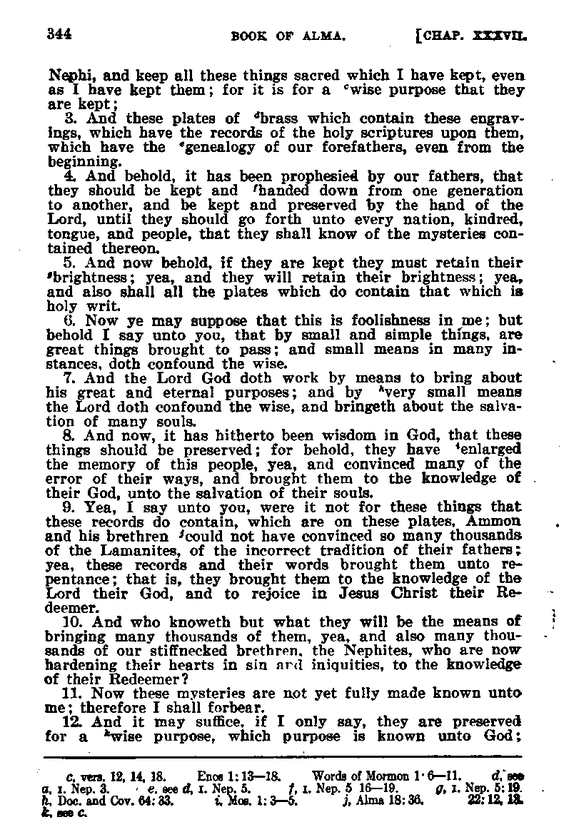 344 BOOK OF ALMA. [CHAP. XXXVII.
Nephi, and keep all these things sacred which I have kept, even
as I have kept them; for it is for a ᶜwise purpose that they
are kept;
3. And these plates of ᵈbrass which contain these engrav-
ings, which have the records of the holy scriptures upon them,
which have the ᵉgenealogy of our forefathers, even from the
beginning.
4. And behold, it has been prophesied by our fathers, that
they should be kept and ᶠhanded down from one generation
to another, and be kept and preserved by the hand of the
Lord, until they should go forth unto every nation, kindred,
tongue, and people, that they shall know of the mysteries con-
tained thereon.
5. And now behold, if they are kept they must retain their
ᵍbrightness; yea, and they will retain their brightness; yea,
and also shall all the plates which do contain that which is
holy writ.
6. Now ye may suppose that this is foolishness in me; but
behold I say unto you, that by small and simple things, are
great things brought to pass; and small means in many in-
stances, doth confound the wise.
7. And the Lord God doth work by means to bring about
his great and eternal purposes; and by ʰvery small means
the Lord doth confound the wise, and bringeth about the salva-
tion of many souls.
8. And now, it has hitherto been wisdom in God, that these
things should be preserved; for behold, they have ⁱenlarged
the memory of this people, yea, and convinced many of the
error of their ways, and brought them to the knowledge of
their God, unto the salvation of their souls.
9. Yea, I say unto you, were it not for these things that
these records do contain, which are on these plates, Ammon
and his brethren ʲcould not have convinced so many thousands
of the Lamanites, of the incorrect tradition of their fathers;
yea, these records and their words brought them unto re-
pentance; that is, they brought them to the knowledge of the
Lord their God, and to rejoice in Jesus Christ their Re-
deemer.
10. And who knoweth but what they will be the means of
bringing many thousands of them, yea, and also many thou-
sands of our stiffnecked brethren, the Nephites, who are now
hardening their hearts in sin and iniquities, to the knowledge
of their Redeemer?
11. Now these mysteries are not yet fully made known unto
me; therefore I shall forbear.
12. And it may suffice, if I only say, they are preserved
for a ᵏwise purpose, which purpose is known unto God;
c, vers. 12, 14, 18. Enos 1:13—18. Words of Mormon 1:6—11. d, see
a, 1. Nep. 3. e, see d, 1. Nep. 5. f, 1. Nep. 5 16—19. g, 1. Nep. 5:19.
h, Doc. and Cov. 64:33. i, Mos. 1:3—5. j, Alma 18:36. 22:12, 13.
k, see c.